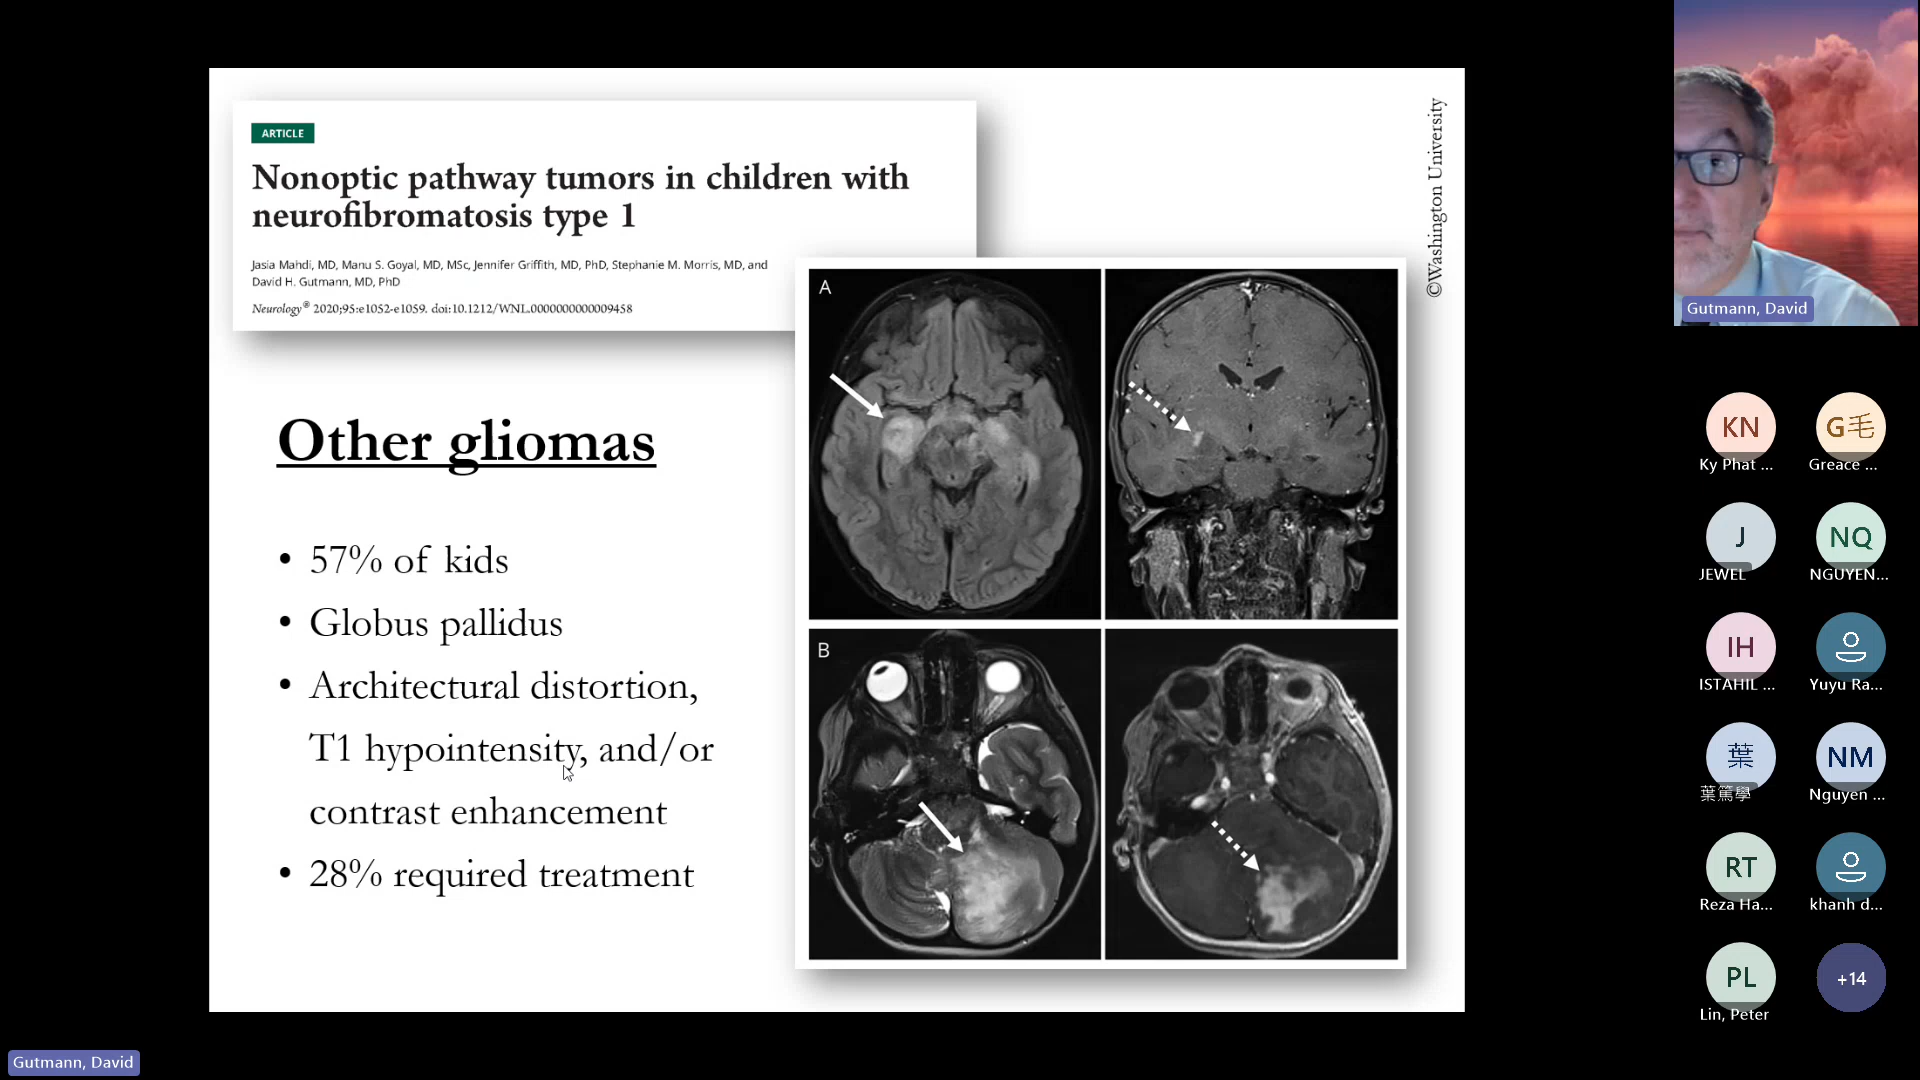 ARTICLE
Nonoptic pathway tumors in children with
neurofibromatosis type 1
Jasia Mahdi, MD, Manu S. Goyal, MD, MSc, Jennifer Griffith, MD, PhD, Stephanie M. Morris, MD, and
David H. Gutmann, MD, PhD
Neurology® 2020;95:e1052-e1059. doi:10.1212/WNL.0000000000009458
©Washington University
Other gliomas
• 57% of kids
• Globus pallidus
• Architectural distortion,
T1 hypointensity, and/or
contrast enhancement
• 28% required treatment
A
B
Gutmann, David
KN
Ky Phat ...
G毛
Greace ...
J
JEWEL
NQ
NGUYEN...
IH
ISTAHIL ...
Yuyu Ra...
葉
葉篤學
NM
Nguyen ...
RT
Reza Ha...
khanh d...
PL
Lin, Peter
+14
Gutmann, David